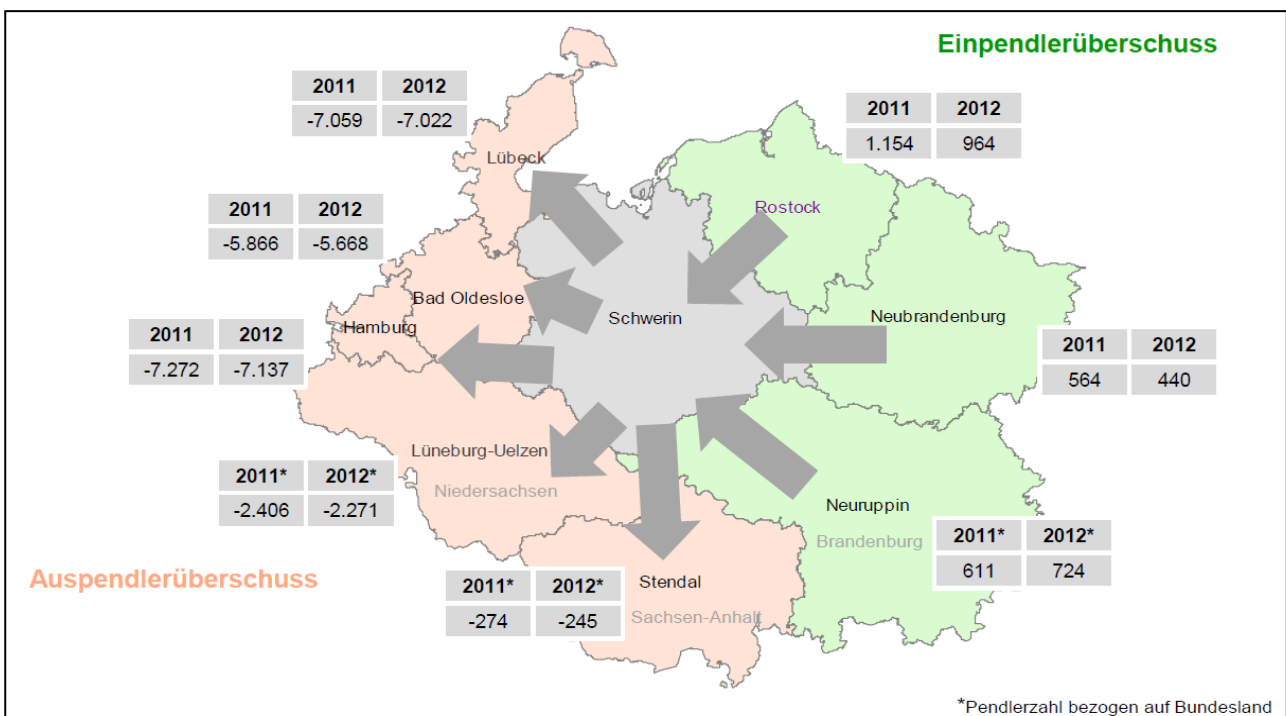 Einpendlerüberschuss
2011 2012
-7.059 -7.022
2011 2012
1.154 964
Lübeck
Rostock
2011 2012
-5.866 -5.668
Bad Oldesloe
Hamburg
Schwerin
Neubrandenburg
2011 2012
-7.272 -7.137
2011 2012
564 440
Lüneburg-Uelzen
Niedersachsen
2011* 2012*
-2.406 -2.271
Neuruppin
Brandenburg
2011* 2012*
611 724
Auspendlerüberschuss
Stendal
Sachsen-Anhalt
2011* 2012*
-274 -245
*Pendlerzahl bezogen auf Bundesland